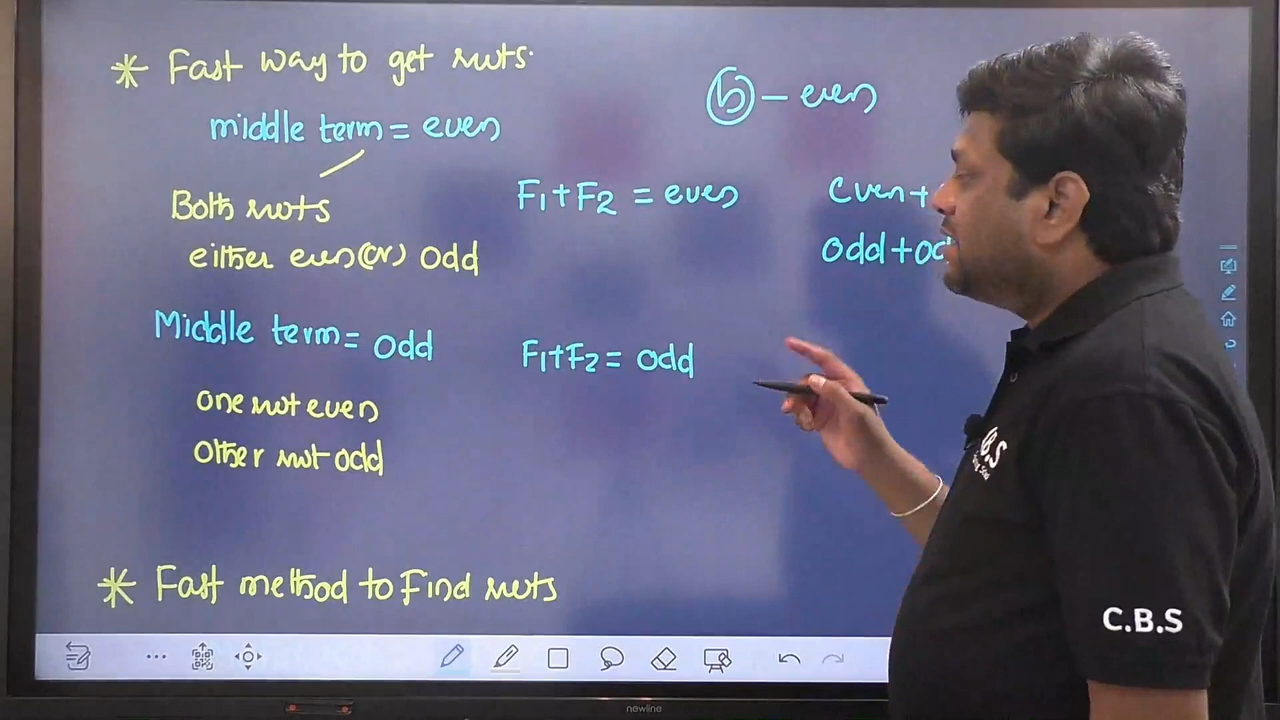 * Fast way to get roots.
middle term = even
Both roots
either even (or) odd
Middle term = odd
one root even
Other root odd
* Fast method to Find roots
b - even
F1 + F2 = even
even +
odd + od
F1 + F2 = odd
B.S
C.B.S
newline